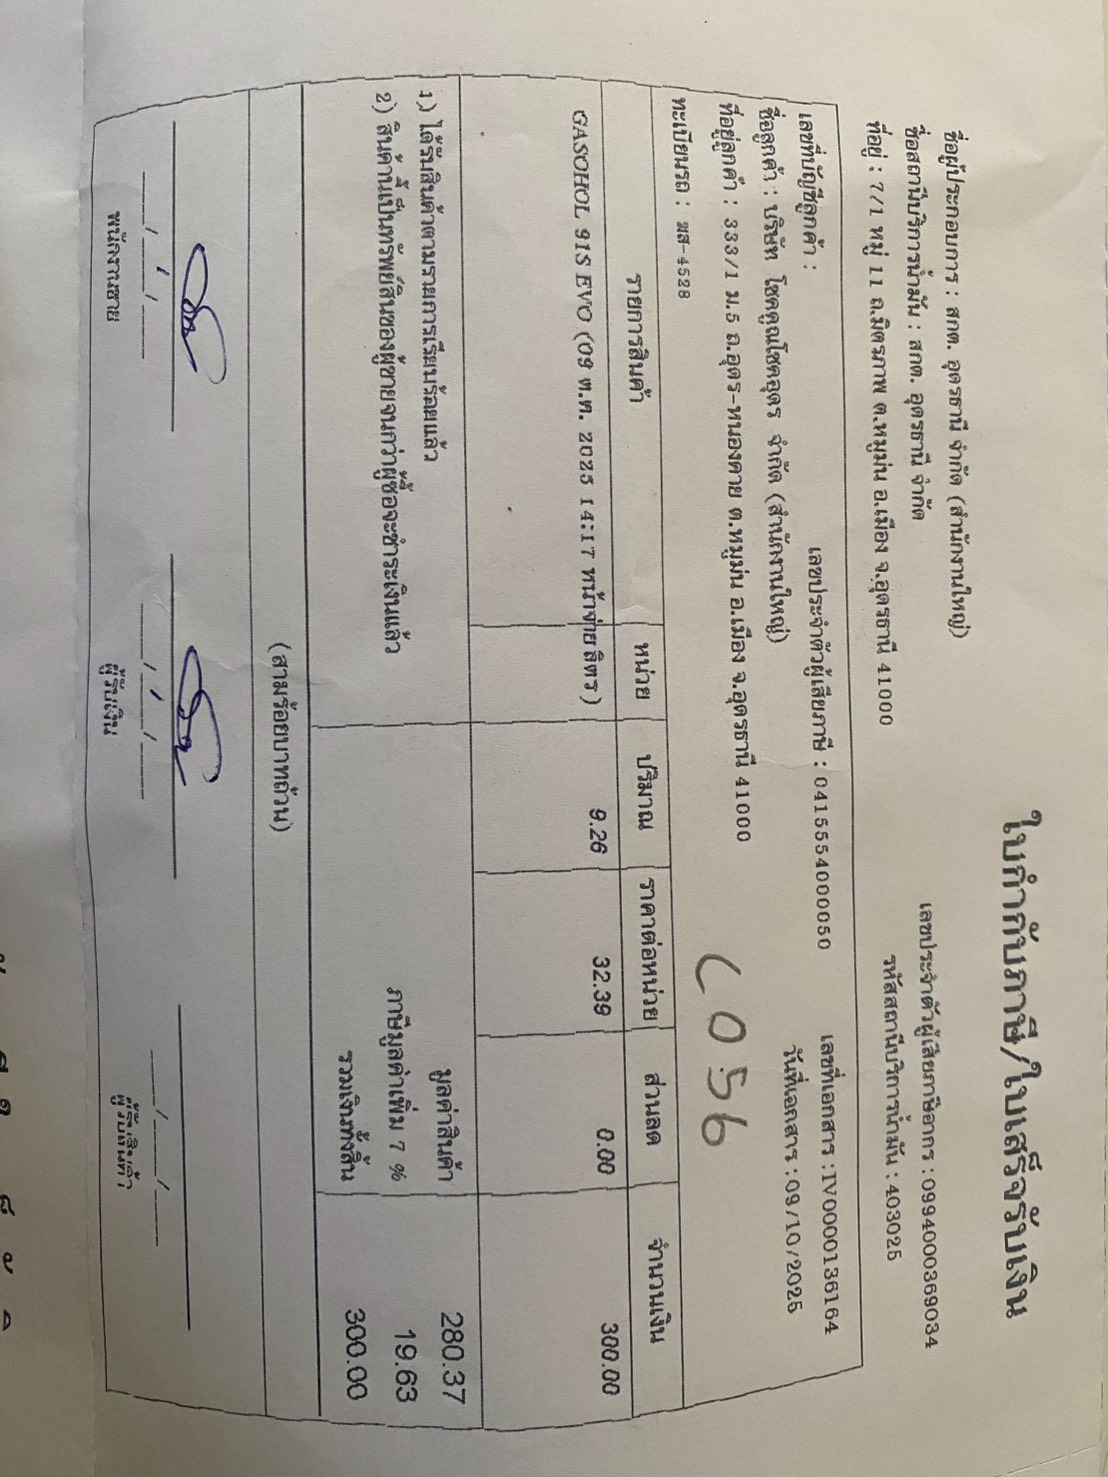 ใบกำกับภาษี/ใบเสร็จรับเงิน
ชื่อผู้ประกอบการ : สกต. อุดรธานี จำกัด (สำนักงานใหญ่)
เลขประจำตัวผู้เสียภาษีอากร : 0994000369034
ชื่อสถานีบริการน้ำมัน : สกต. อุดรธานี จำกัด
รหัสสถานีบริการน้ำมัน : 403025
ที่อยู่ : 7/1 หมู่ 11 ถ.มิตรภาพ ต.หมูม่น อ.เมือง จ.อุดรธานี 41000
เลขที่บัญชีลูกค้า :
เลขประจำตัวผู้เสียภาษี : 0415554000050
เลขที่เอกสาร : IV0000136164
ชื่อลูกค้า : บริษัท โชคคูณโชคอุดร จำกัด (สำนักงานใหญ่)
วันที่เอกสาร : 09/10/2025
ที่อยู่ลูกค้า : 333/1 ม.5 ถ.อุดร-หนองคาย ต.หมูม่น อ.เมือง จ.อุดรธานี 41000
ทะเบียนรถ : ผส-4528
056
รายการสินค้า หน่วย ปริมาณ ราคาต่อหน่วย ส่วนลด จำนวนเงิน
GASOHOL 91S EVO (09 ต.ค. 2025 14:17 หน้าจ่าย ลิตร ) 9.26 32.39 0.00 300.00
1) ได้รับสินค้าตามรายการเรียบร้อยแล้ว
มูลค่าสินค้า 280.37
2) สินค้านี้เป็นทรัพย์สินของผู้ขายจนกว่าผู้ซื้อจะชำระเงินแล้ว
ภาษีมูลค่าเพิ่ม 7 % 19.63
รวมเงินทั้งสิ้น 300.00
(สามร้อยบาทถ้วน)
___/___/___ ___/___/___ ___/___/___
พนักงานขาย ผู้รับเงิน ผู้รับสินค้า